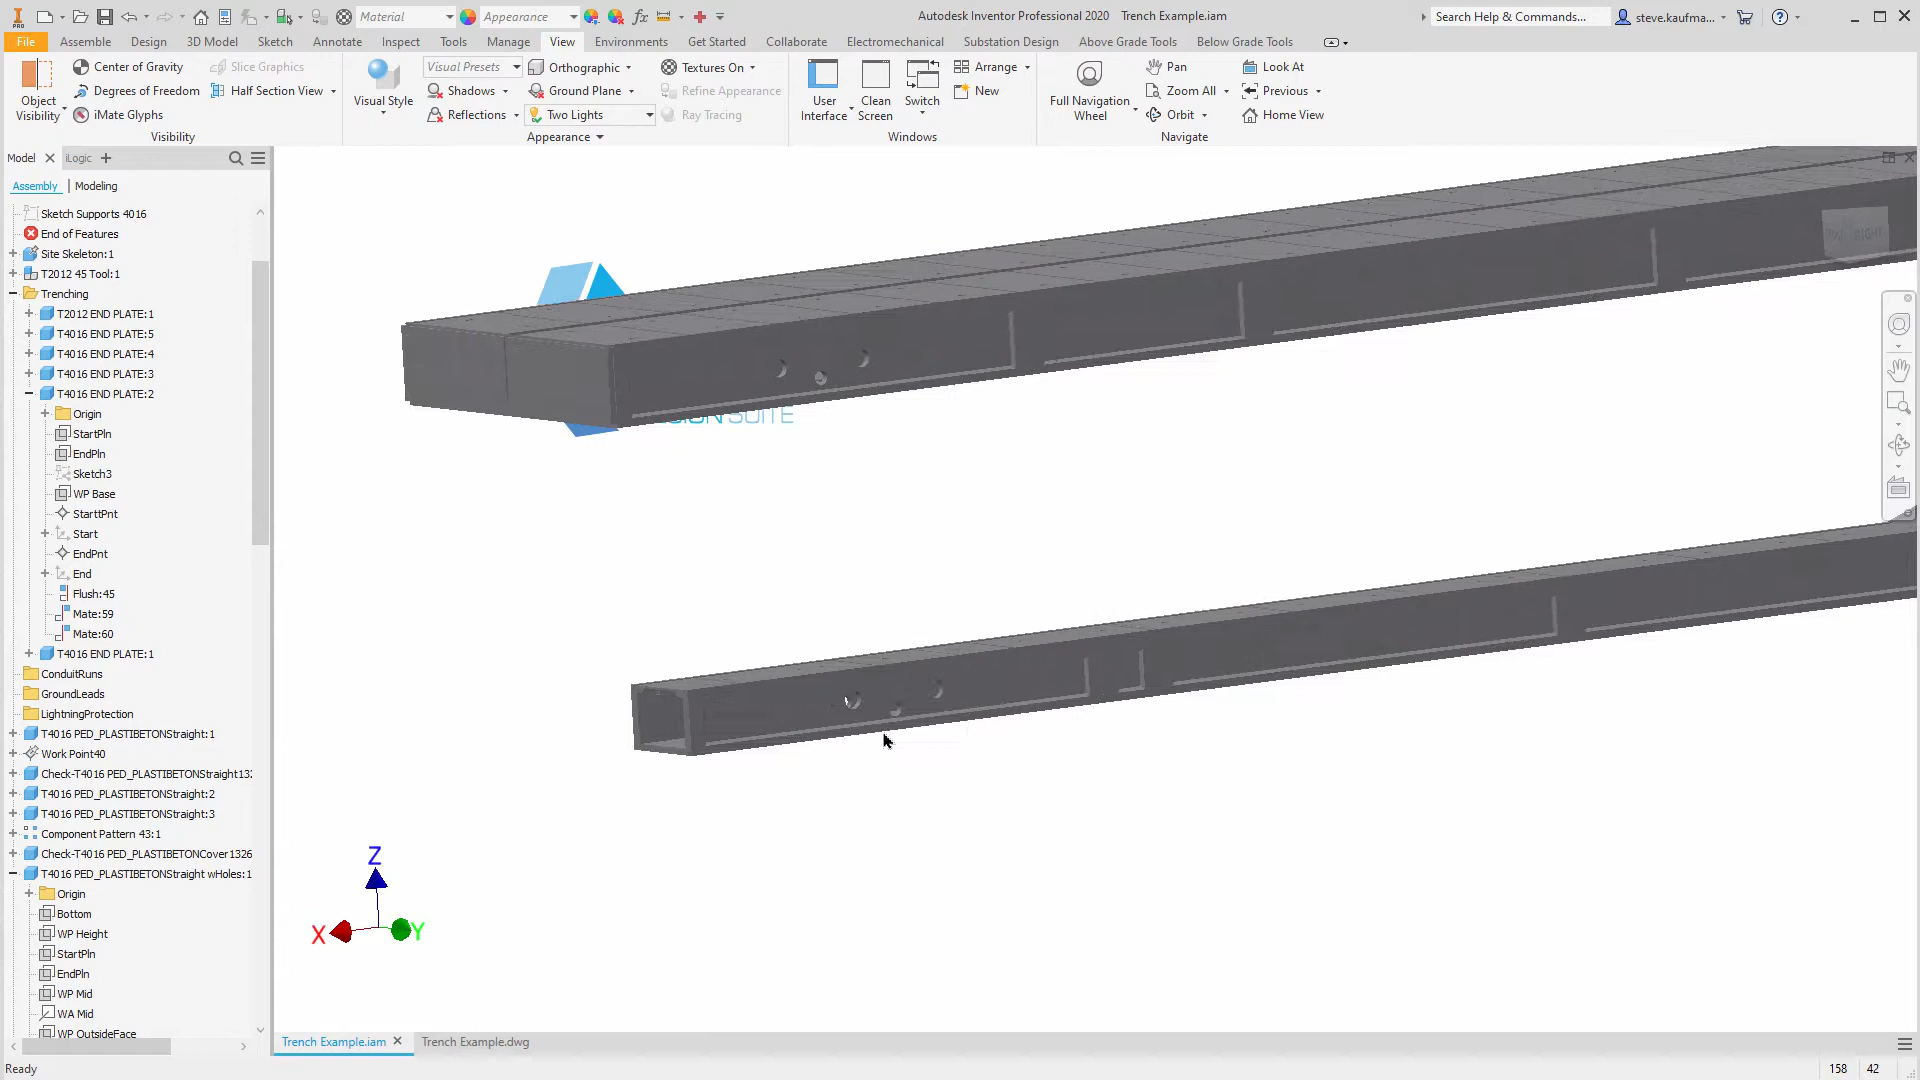 Material
Appearance
Autodesk Inventor Professional 2020 Trench Example.iam
Search Help & Commands...
steve.kaufma...
File
Assemble
Design
3D Model
Sketch
Annotate
Inspect
Tools
Manage
View
Environments
Get Started
Collaborate
Electromechanical
Substation Design
Above Grade Tools
Below Grade Tools
Object Visibility
Center of Gravity
Degrees of Freedom
iMate Glyphs
Slice Graphics
Half Section View
Visibility
Visual Style
Visual Presets
Shadows
Reflections
Orthographic
Ground Plane
Two Lights
Textures On
Refine Appearance
Ray Tracing
Appearance
User Interface
Clean Screen
Switch
Arrange
New
Windows
Full Navigation Wheel
Pan
Zoom All
Orbit
Look At
Previous
Home View
Navigate
Model
iLogic
Assembly
Modeling
Sketch Supports 4016
End of Features
Site Skeleton:1
T2012 45 Tool:1
Trenching
T2012 END PLATE:1
T4016 END PLATE:5
T4016 END PLATE:4
T4016 END PLATE:3
T4016 END PLATE:2
Origin
StartPln
EndPln
Sketch3
WP Base
StarttPnt
Start
EndPnt
End
Flush:45
Mate:59
Mate:60
T4016 END PLATE:1
ConduitRuns
GroundLeads
LightningProtection
T4016 PED_PLASTIBETONStraight:1
Work Point40
Check-T4016 PED_PLASTIBETONStraight132
T4016 PED_PLASTIBETONStraight:2
T4016 PED_PLASTIBETONStraight:3
Component Pattern 43:1
Check-T4016 PED_PLASTIBETONCover1326
T4016 PED_PLASTIBETONStraight wHoles:1
Origin
Bottom
WP Height
StartPln
EndPln
WP Mid
WA Mid
WP OutsideFace
RIGHT
SUITE
Z
X
Y
Trench Example.iam
Trench Example.dwg
Ready
158
42